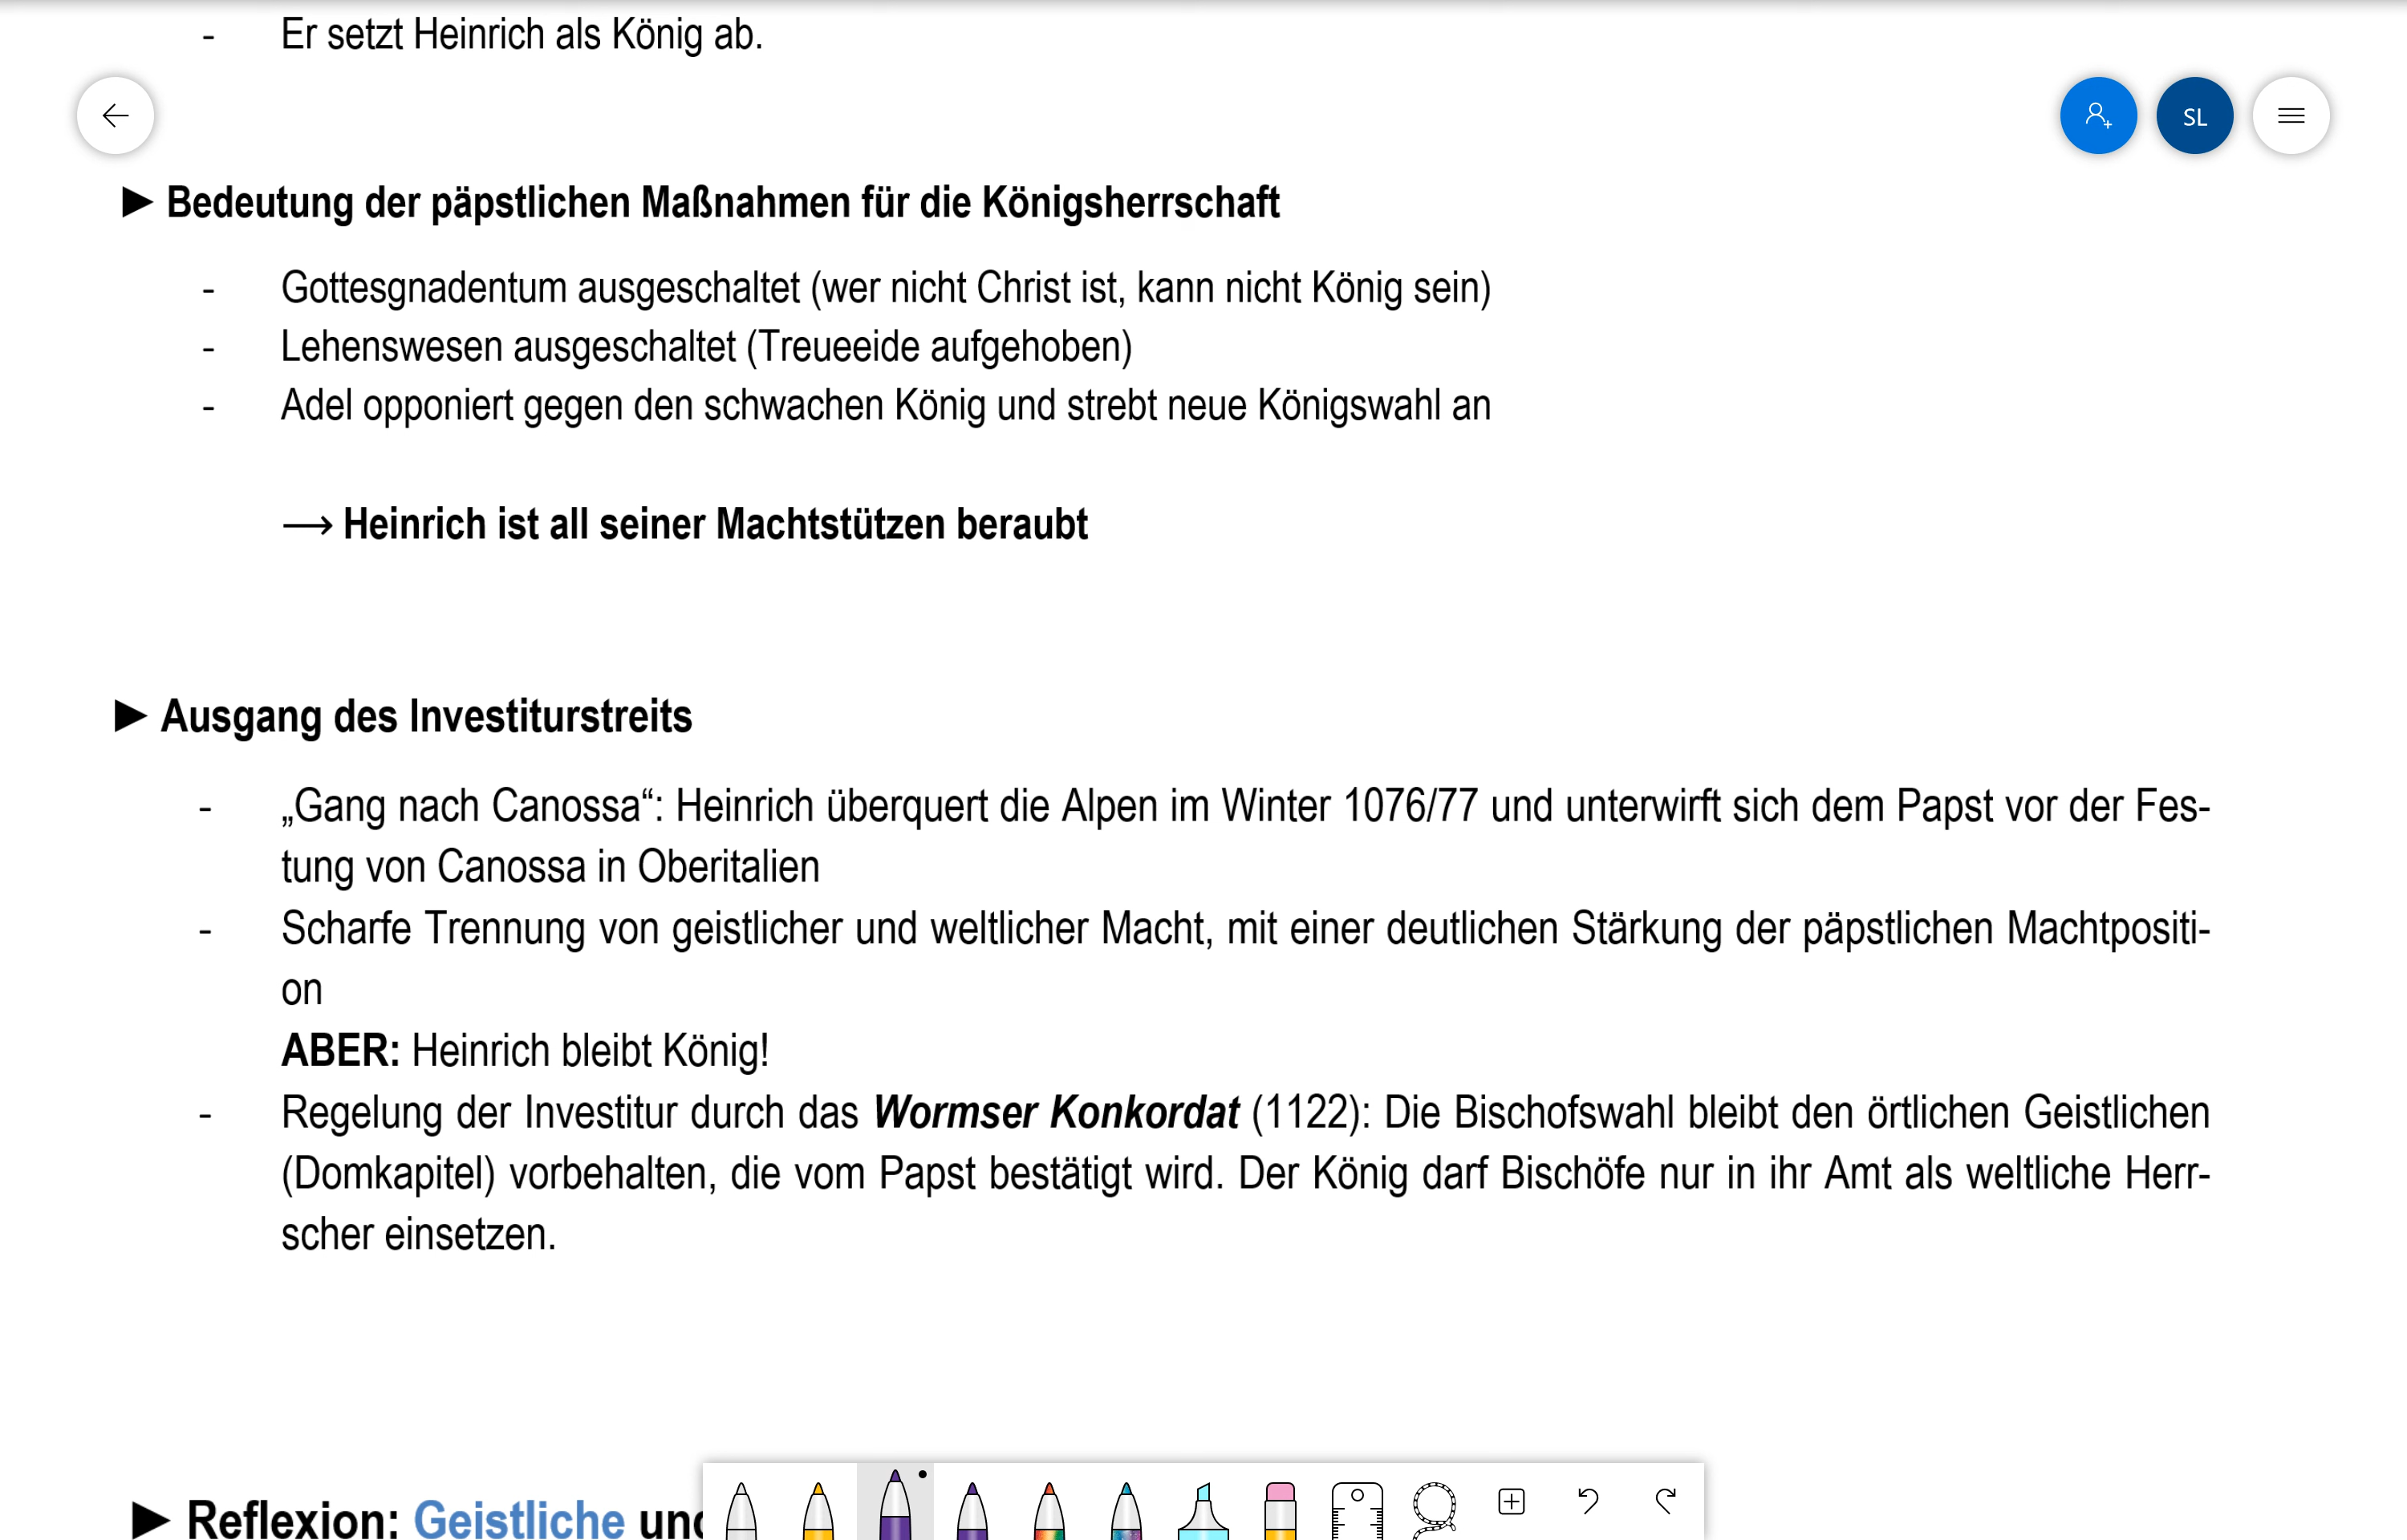 - Er setzt Heinrich als König ab.
SL
► Bedeutung der päpstlichen Maßnahmen für die Königsherrschaft
- Gottesgnadentum ausgeschaltet (wer nicht Christ ist, kann nicht König sein)
- Lehenswesen ausgeschaltet (Treueeide aufgehoben)
- Adel opponiert gegen den schwachen König und strebt neue Königswahl an
⟶ Heinrich ist all seiner Machtstützen beraubt
► Ausgang des Investiturstreits
- „Gang nach Canossa“: Heinrich überquert die Alpen im Winter 1076/77 und unterwirft sich dem Papst vor der Fes-
tung von Canossa in Oberitalien
- Scharfe Trennung von geistlicher und weltlicher Macht, mit einer deutlichen Stärkung der päpstlichen Machtpositi-
on
ABER: Heinrich bleibt König!
- Regelung der Investitur durch das Wormser Konkordat (1122): Die Bischofswahl bleibt den örtlichen Geistlichen
(Domkapitel) vorbehalten, die vom Papst bestätigt wird. Der König darf Bischöfe nur in ihr Amt als weltliche Herr-
scher einsetzen.
► Reflexion: Geistliche und